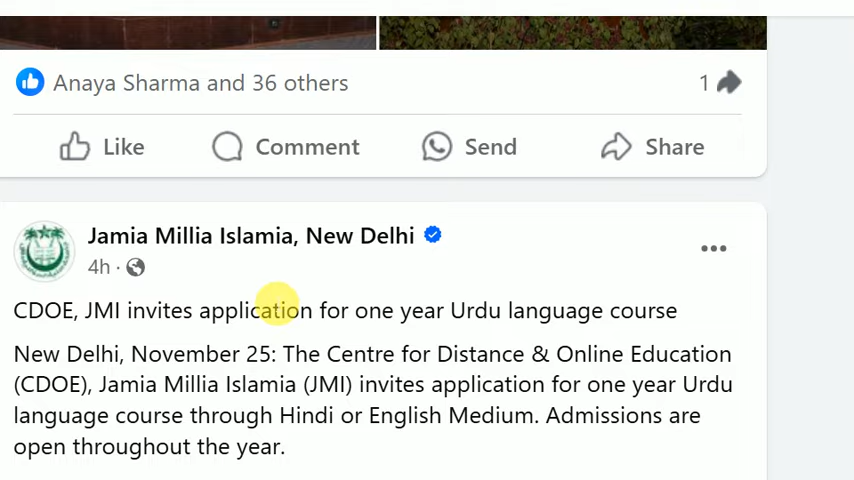 Anaya Sharma and 36 others
1
Like
Comment
Send
Share
Jamia Millia Islamia, New Delhi
4h ·
CDOE, JMI invites application for one year Urdu language course
New Delhi, November 25: The Centre for Distance & Online Education
(CDOE), Jamia Millia Islamia (JMI) invites application for one year Urdu
language course through Hindi or English Medium. Admissions are
open throughout the year.